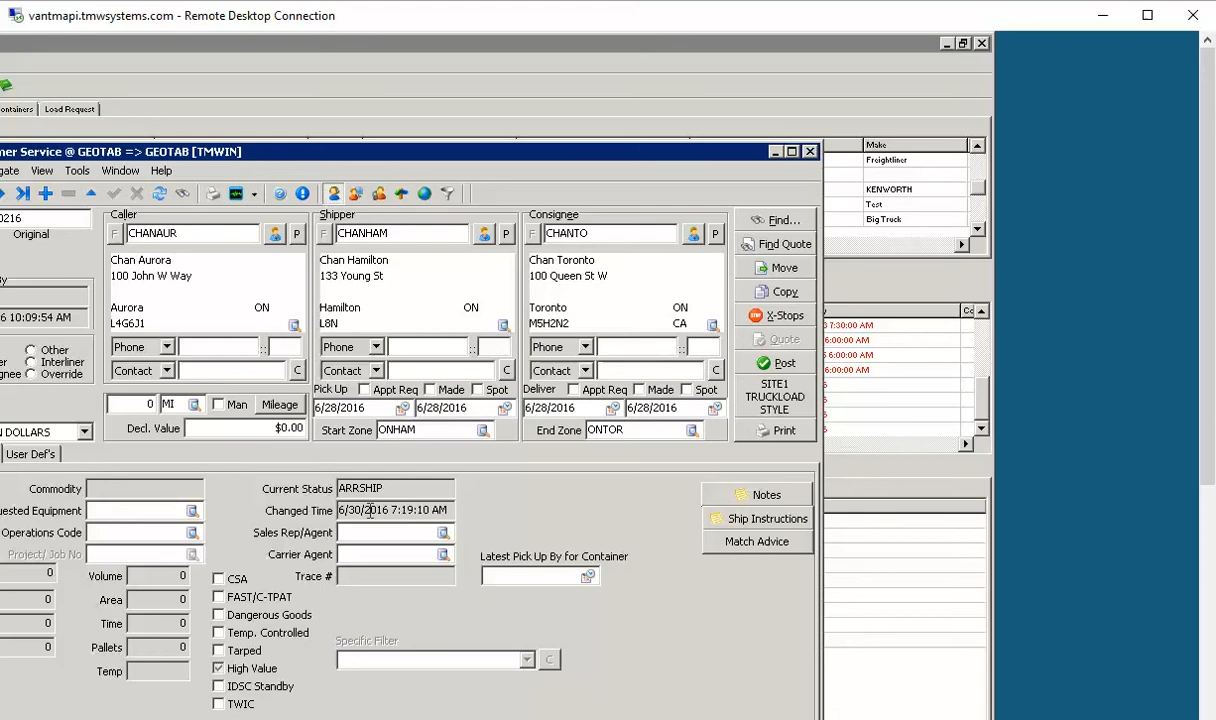 vantmapi.tmwsystems.com - Remote Desktop Connection
ontainers
Load Request
Make
Freightliner
KENWORTH
Test
Big Truck
mer Service @ GEOTAB => GEOTAB [TMWIN]
gate View Tools Window Help
0216
Original
Caller
F CHANAUR P
Chan Aurora
100 John W Way
Aurora ON
L4G6J1
Phone ::
Contact C
0 MI Man Mileage
Decl. Value $0.00
Shipper
F CHANHAM P
Chan Hamilton
133 Young St
Hamilton ON
L8N
Phone ::
Contact C
Pick Up Appt Req Made Spot
6/28/2016 6/28/2016
Start Zone ONHAM
Consignee
F CHANTO P
Chan Toronto
100 Queen St W
Toronto ON
M5H2N2 CA
Phone ::
Contact C
Deliver Appt Req Made Spot
6/28/2016 6/28/2016
End Zone ONTOR
Find...
Find Quote
Move
Copy
STOP X-Stops
Quote
Post
SITE1
TRUCKLOAD
STYLE
Print
7:30:00 AM
6:00:00 AM
By
6 10:09:54 AM
Other
Interliner
Override
N DOLLARS
User Def's
Commodity
uested Equipment
Operations Code
Project/ Job No
0
0
0
0
Volume 0
Area 0
Time 0
Pallets 0
Temp
Current Status ARRSHIP
Changed Time 6/30/2016 7:19:10 AM
Sales Rep/Agent
Carrier Agent
Trace #
CSA
FAST/C-TPAT
Dangerous Goods
Temp. Controlled
Tarped
High Value
IDSC Standby
TWIC
Latest Pick Up By for Container
Specific Filter
C
Notes
Ship Instructions
Match Advice